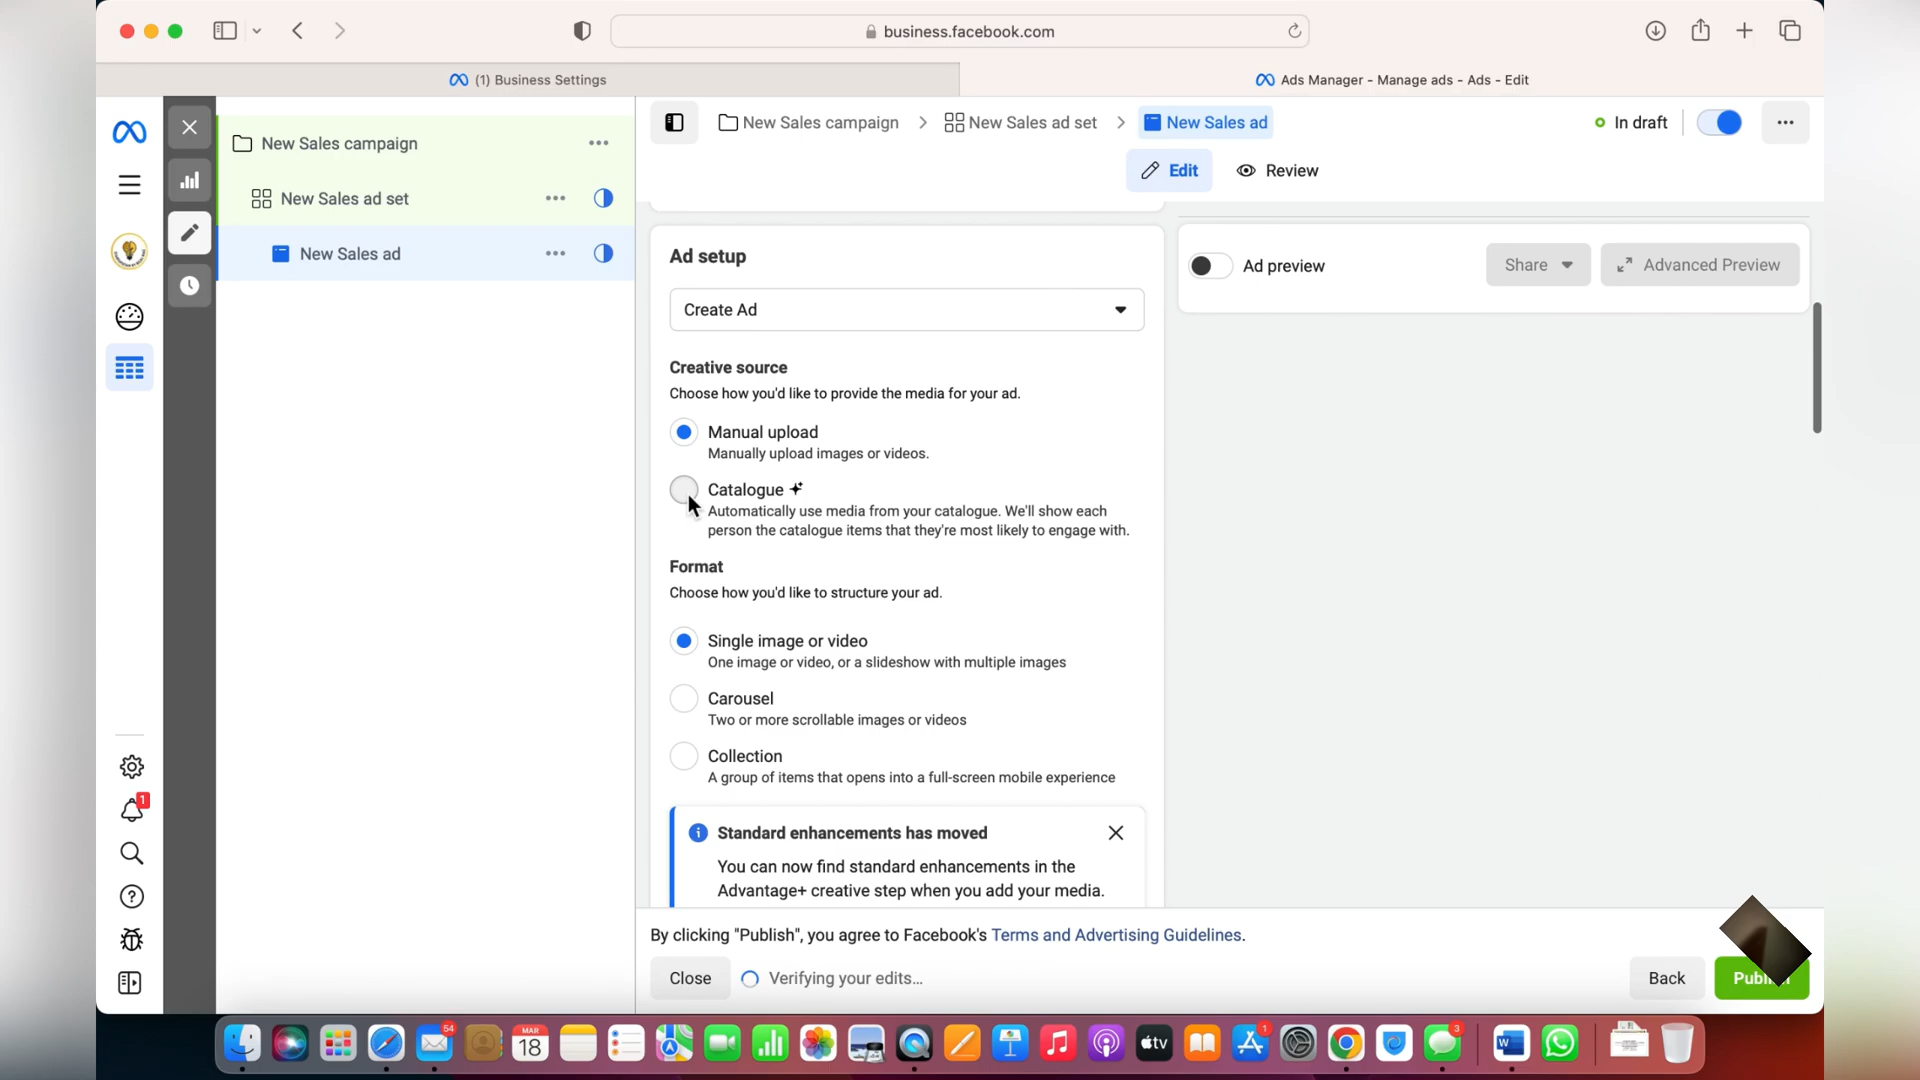 business.facebook.com
(1) Business Settings
Ads Manager - Manage ads - Ads - Edit
New Sales campaign
New Sales ad set
New Sales ad
New Sales campaign
New Sales ad set
New Sales ad
In draft
Edit
Review
Ad setup
Create Ad
Creative source
Choose how you'd like to provide the media for your ad.
Manual upload
Manually upload images or videos.
Catalogue
Automatically use media from your catalogue. We'll show each
person the catalogue items that they're most likely to engage with.
Format
Choose how you'd like to structure your ad.
Single image or video
One image or video, or a slideshow with multiple images
Carousel
Two or more scrollable images or videos
Collection
A group of items that opens into a full-screen mobile experience
Standard enhancements has moved
You can now find standard enhancements in the
Advantage+ creative step when you add your media.
Ad preview
Share
Advanced Preview
1
By clicking "Publish", you agree to Facebook's Terms and Advertising Guidelines.
Close
Verifying your edits...
Back
54
MAR
18
tv
1
3
W